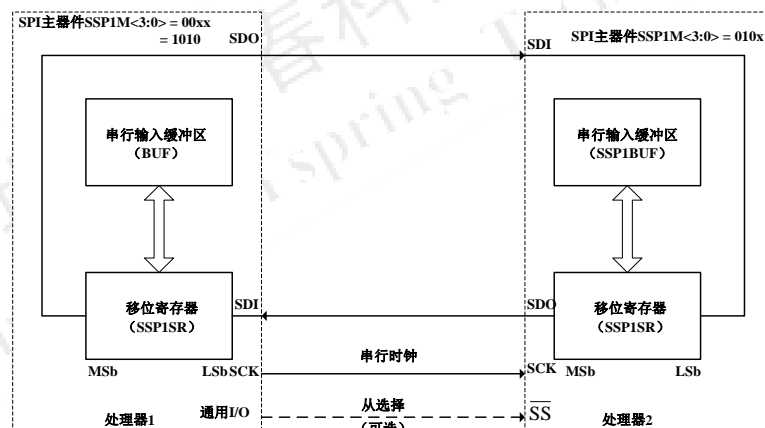 SPI主器件SSP1M<3:0> = 00xx
= 1010
SPI主器件SSP1M<3:0> = 010x
SDO
SDI
串行输入缓冲区
（BUF）
串行输入缓冲区
（SSP1BUF）
移位寄存器
（SSP1SR）
SDI
SDO
移位寄存器
（SSP1SR）
串行时钟
MSb
LSb
SCK
SCK
MSb
LSb
处理器1
通用I/O
从选择
（可选）
SS
处理器2